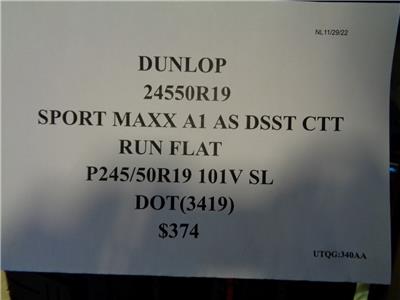 NL11/29/22
DUNLOP
24550R19
SPORT MAXX A1 AS DSST CTT
RUN FLAT
P245/50R19 101V SL
DOT(3419)
$374
UTQG:340AA